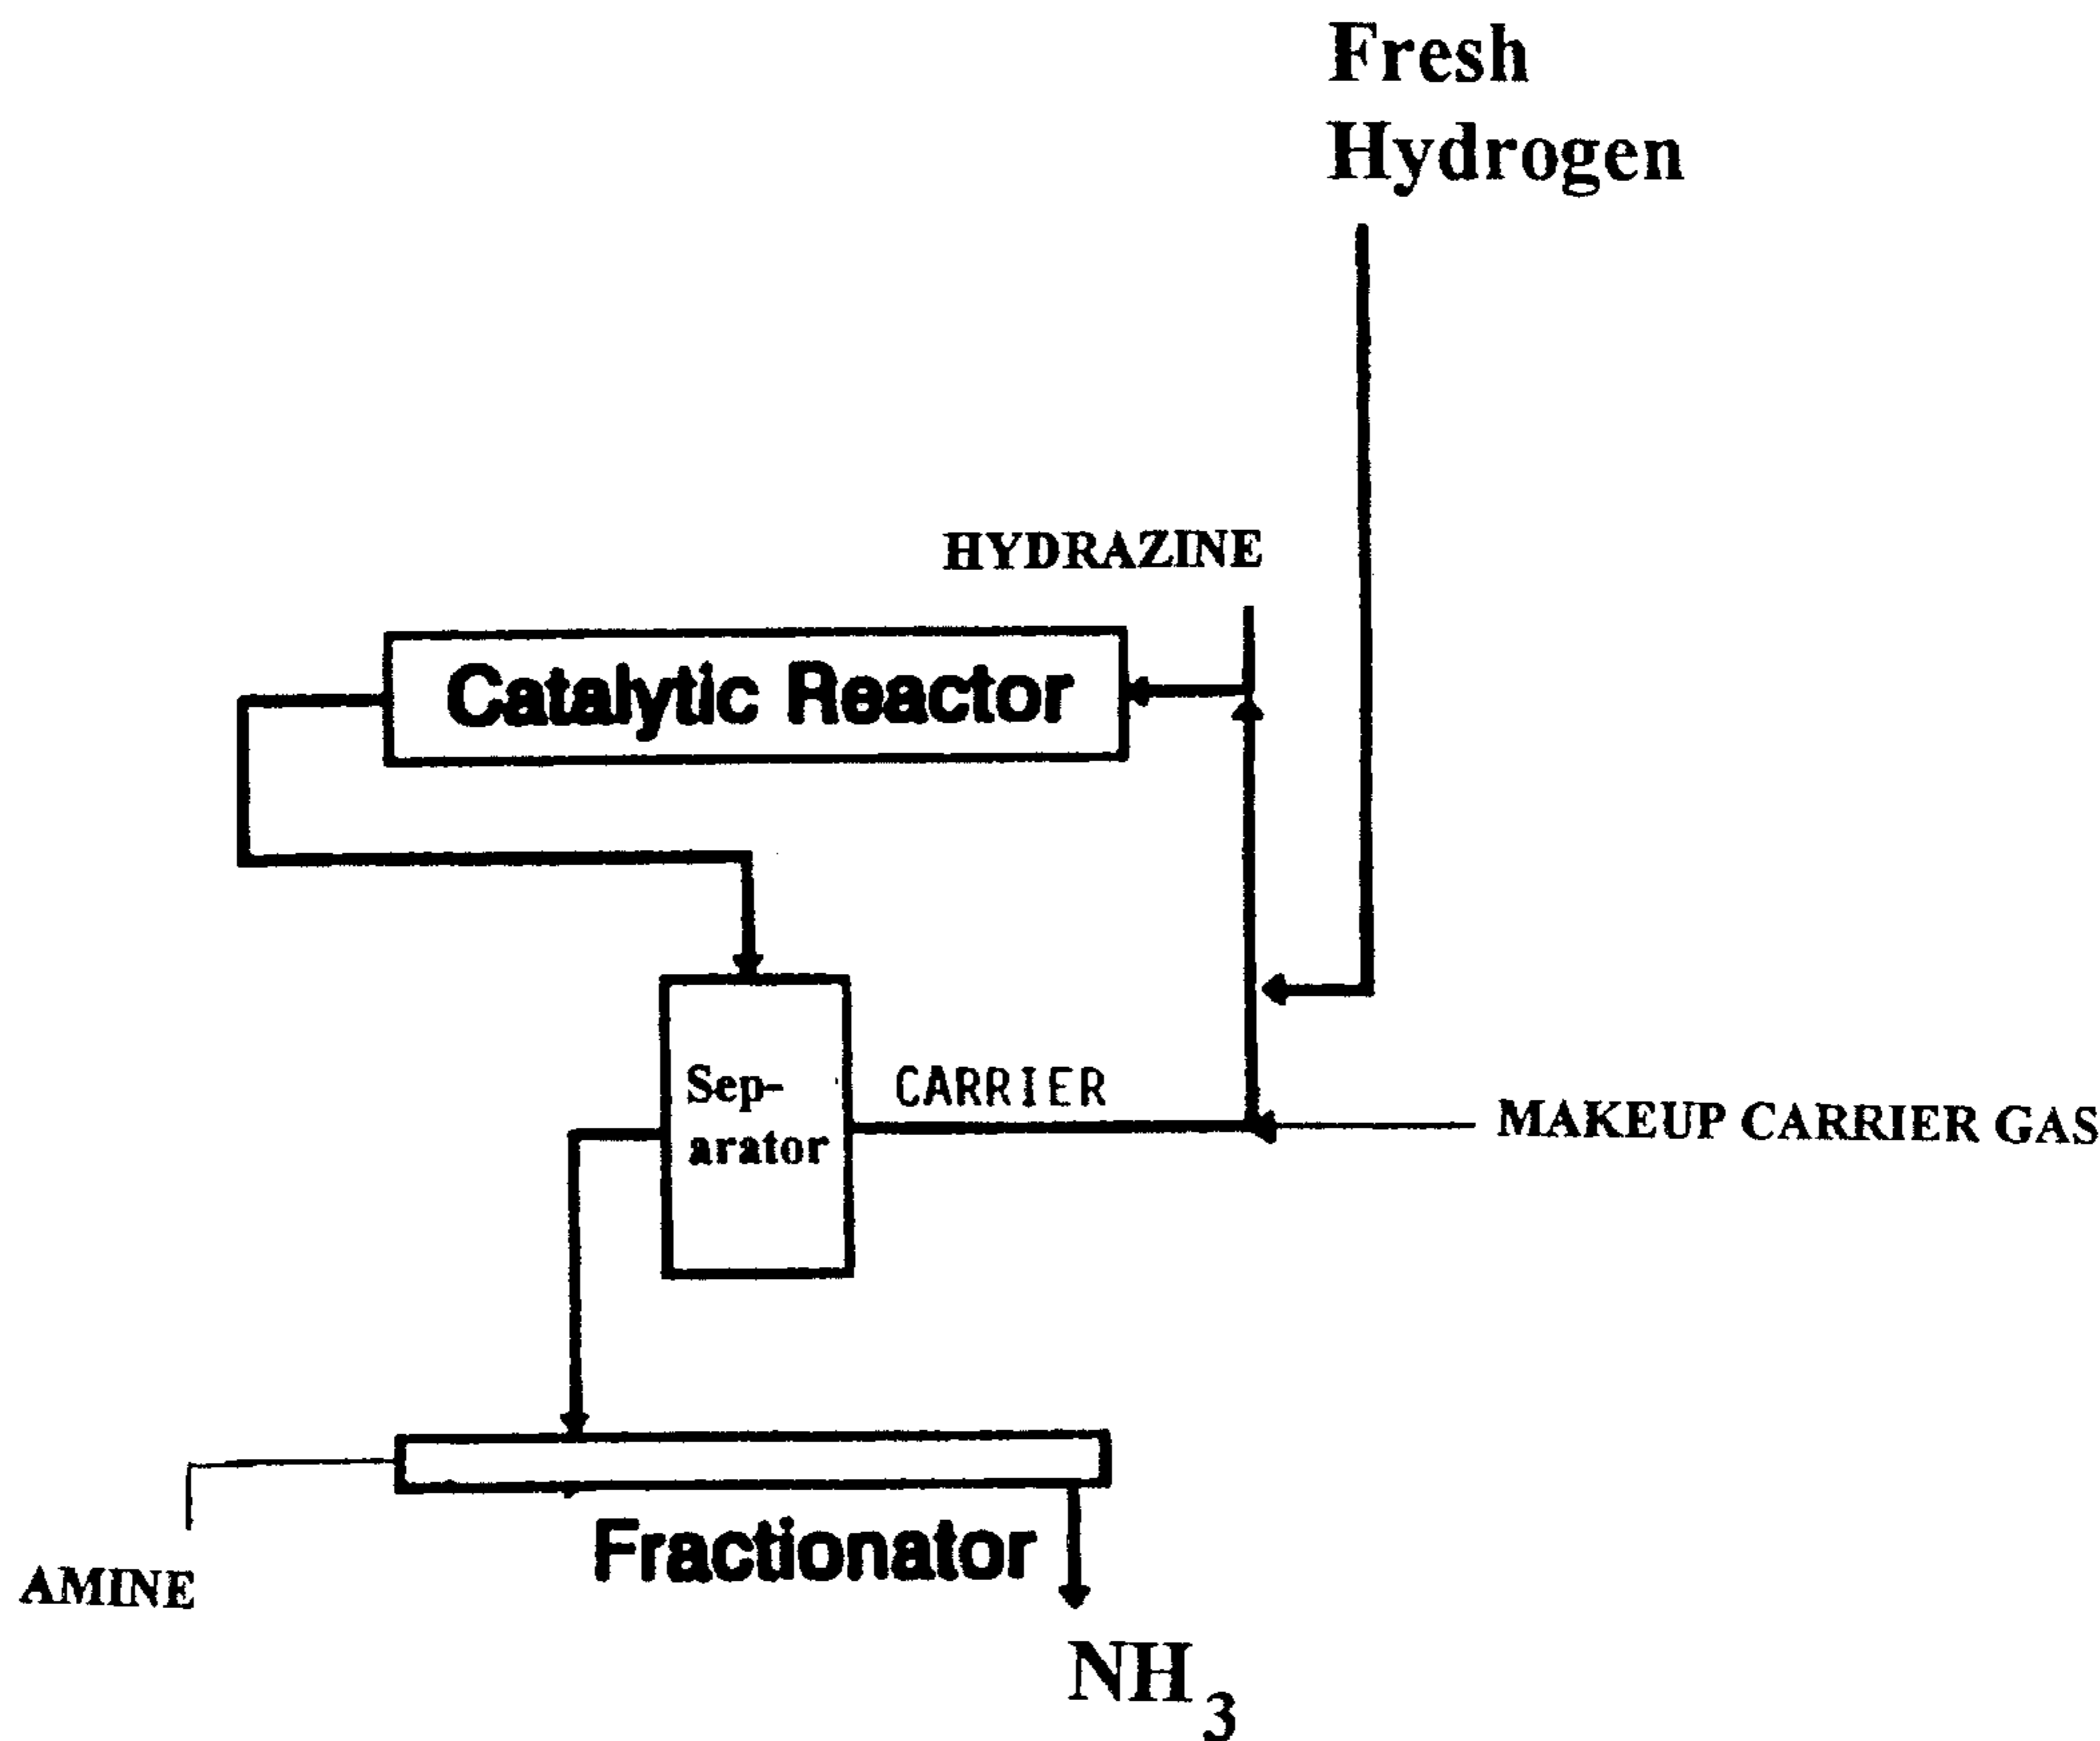 Fresh
Hydrogen
HYDRAZINE
Catalytic Reactor
Sep-
arator
CARRIER
MAKEUP CARRIER GAS
Fractionator
AMINE
NH3